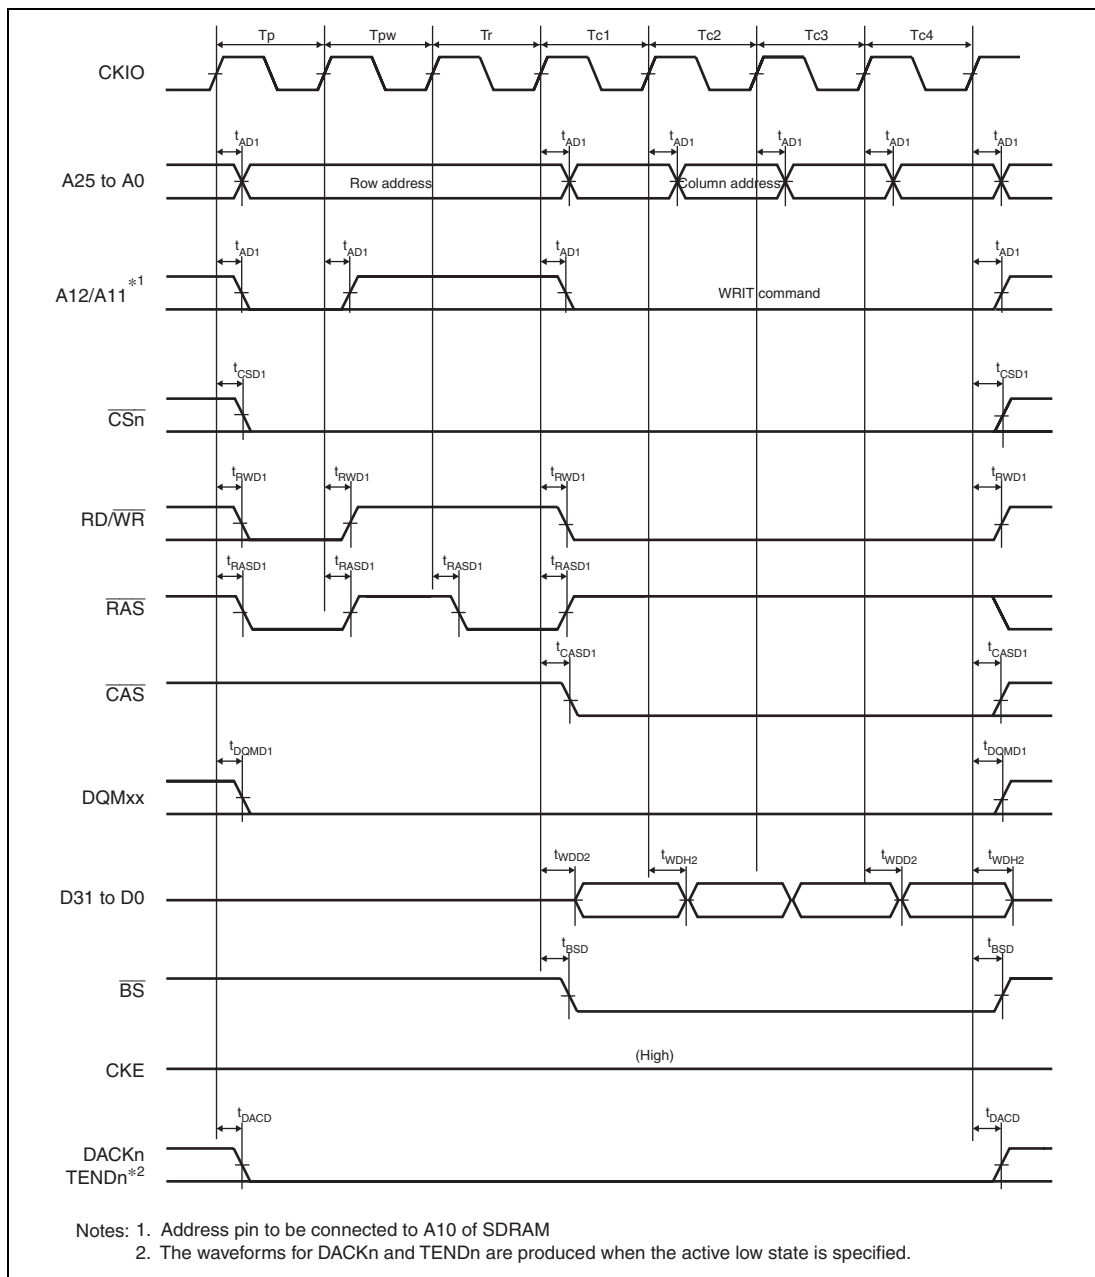 Tp Tpw Tr Tc1 Tc2 Tc3 Tc4
CKIO
tAD1 tAD1 tAD1 tAD1 tAD1 tAD1
A25 to A0
Row address
Column address
tAD1 tAD1 tAD1 tAD1
A12/A11*1
WRIT command
tCSD1 tCSD1
CSn
tRWD1 tRWD1 tRWD1 tRWD1
RD/WR
tRASD1 tRASD1 tRASD1 tRASD1
RAS
tCASD1 tCASD1
CAS
tDQMD1 tDQMD1
DQMxx
tWDD2 tWDH2 tWDD2 tWDH2
D31 to D0
tBSD tBSD
BS
(High)
CKE
tDACD tDACD
DACKn
TENDn*2
Notes: 1. Address pin to be connected to A10 of SDRAM
2. The waveforms for DACKn and TENDn are produced when the active low state is specified.